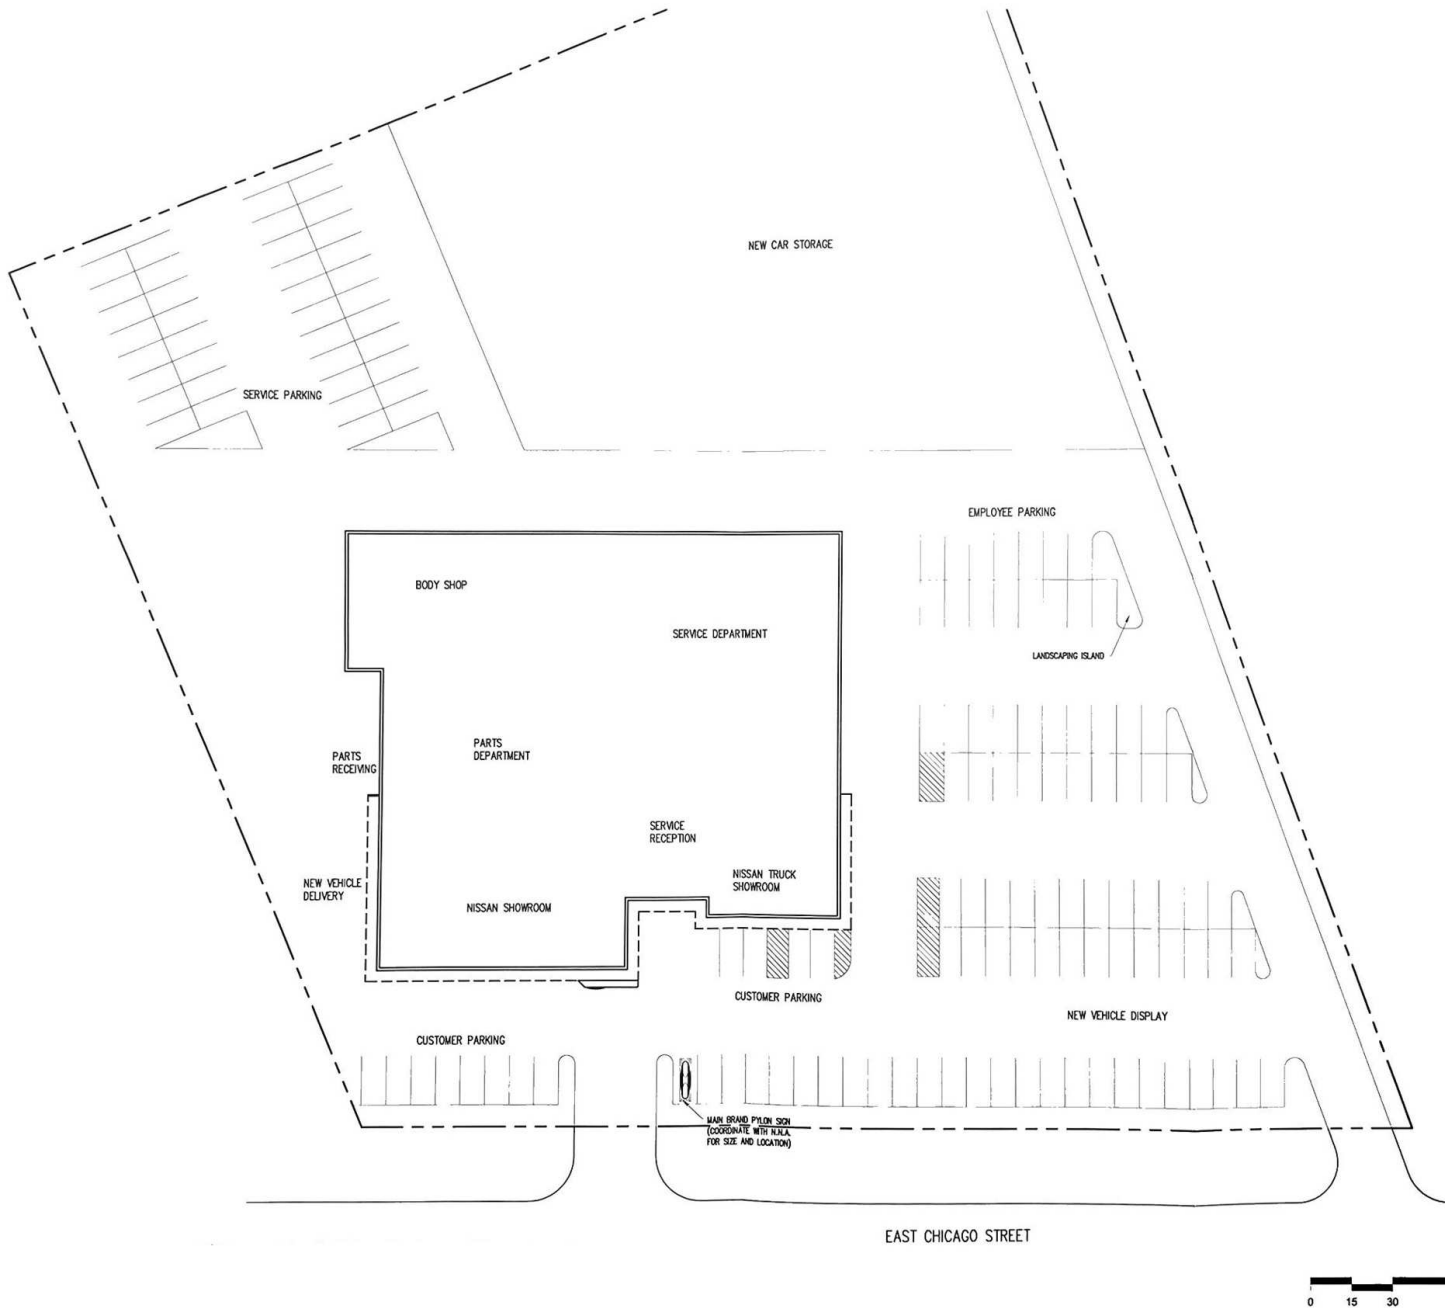 NEW CAR STORAGE
SERVICE PARKING
EMPLOYEE PARKING
BODY SHOP
SERVICE DEPARTMENT
LANDSCAPING ISLAND
PARTS
RECEIVING
PARTS
DEPARTMENT
SERVICE
RECEPTION
NEW VEHICLE
DELIVERY
NISSAN SHOWROOM
NISSAN TRUCK
SHOWROOM
CUSTOMER PARKING
NEW VEHICLE DISPLAY
CUSTOMER PARKING
MAIN BRAND PYLON SIGN
(COORDINATE WITH N.N.A.
FOR SIZE AND LOCATION)
EAST CHICAGO STREET
0 15 30